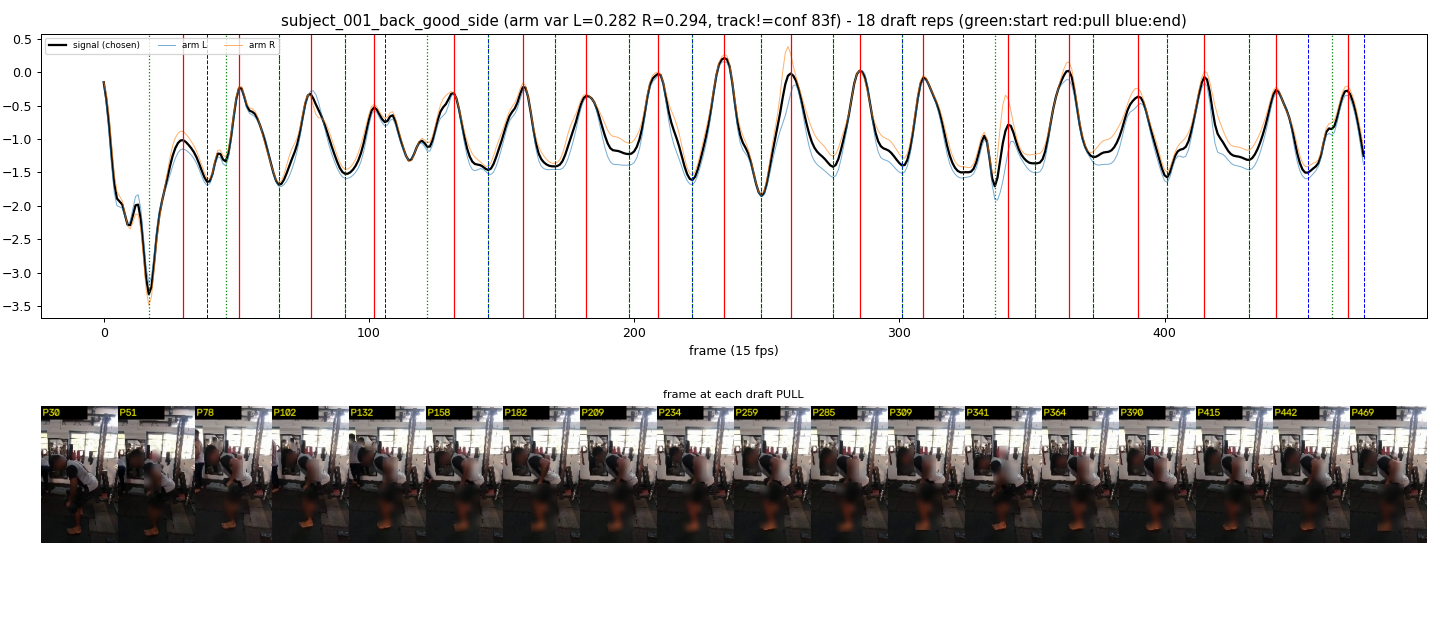 subject_001_back_good_side (arm var L=0.282 R=0.294, track!=conf 83f) - 18 draft reps (green:start red:pull blue:end)
signal (chosen) arm L arm R
0.5
0.0
−0.5
−1.0
−1.5
−2.0
−2.5
−3.0
−3.5
0 100 200 300 400
frame (15 fps)
frame at each draft PULL
P30 P51 P78 P102 P132 P158 P182 P209 P234 P259 P285 P309 P341 P364 P390 P415 P442 P469